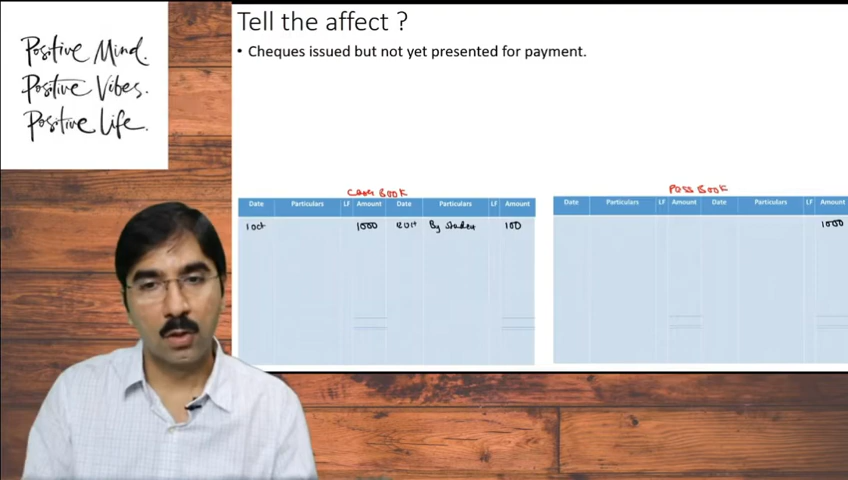 Positive Mind.
Positive Vibes.
Positive Life.
Tell the affect ?
• Cheques issued but not yet presented for payment.
Cash Book
Pass Book
Date Particulars LF Amount Date Particulars LF Amount
Date Particulars LF Amount Date Particulars LF Amount
1 oct 1000 By 100
1000